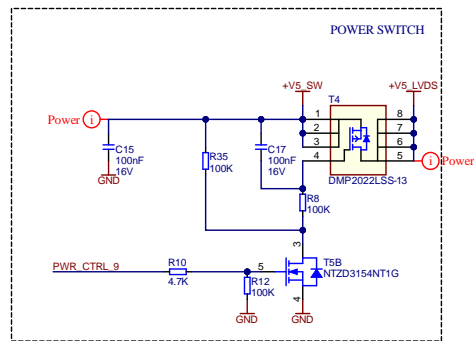 POWER SWITCH
+V5_SW
+V5_LVDS
T4
Power i
1
2
3
4
8
7
6
5
i Power
C15
100nF
16V
GND
R35
100K
C17
100nF
16V
DMP2022LSS-13
R8
100K
3
T5B
NTZD3154NT1G
PWR_CTRL_9
R10
4.7K
5
R12
100K
4
GND
GND